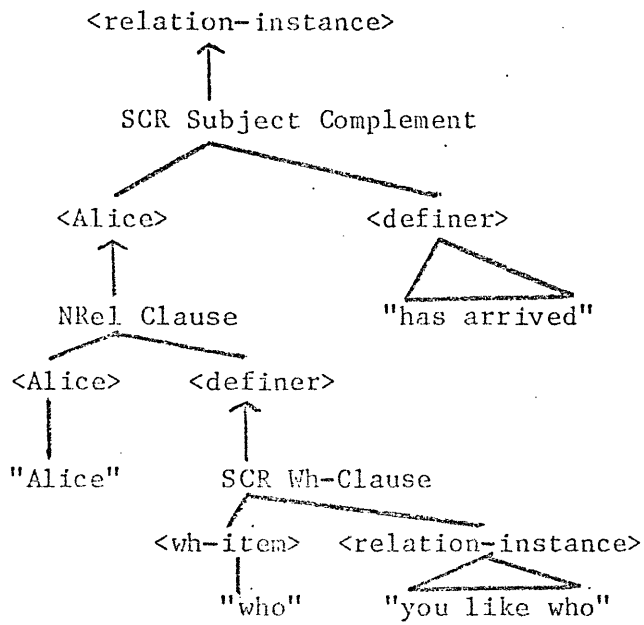 <relation-instance>
SCR Subject Complement
<Alice> <definer>
NRel Clause "has arrived"
<Alice> <definer>
"Alice" SCR Wh-Clause
<wh-item> <relation-instance>
"who" "you like who"